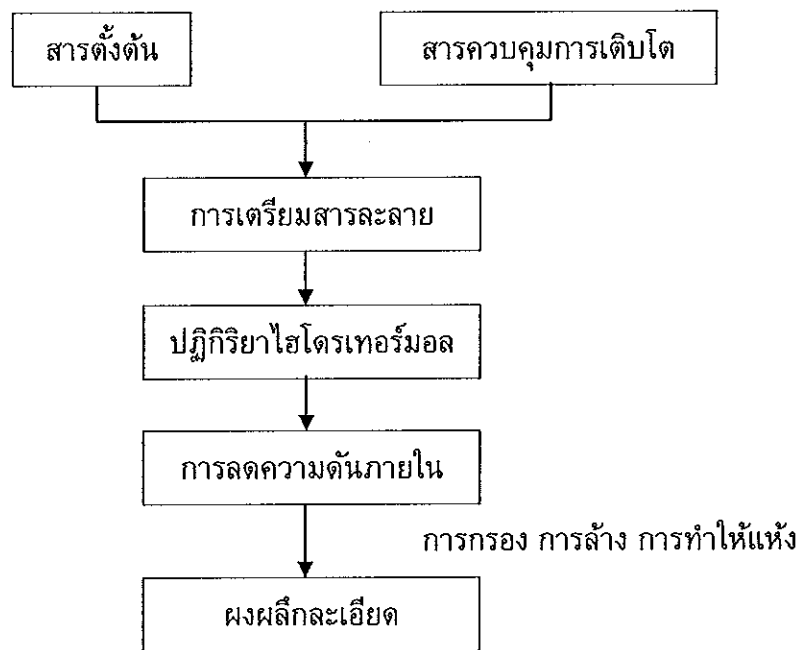 สารตั้งต้น
สารควบคุมการเติบโต
การเตรียมสารละลาย
ปฏิกิริยาไฮโดรเทอร์มอล
การลดความดันภายใน
การกรอง การล้าง การทำให้แห้ง
ผงผลึกละเอียด